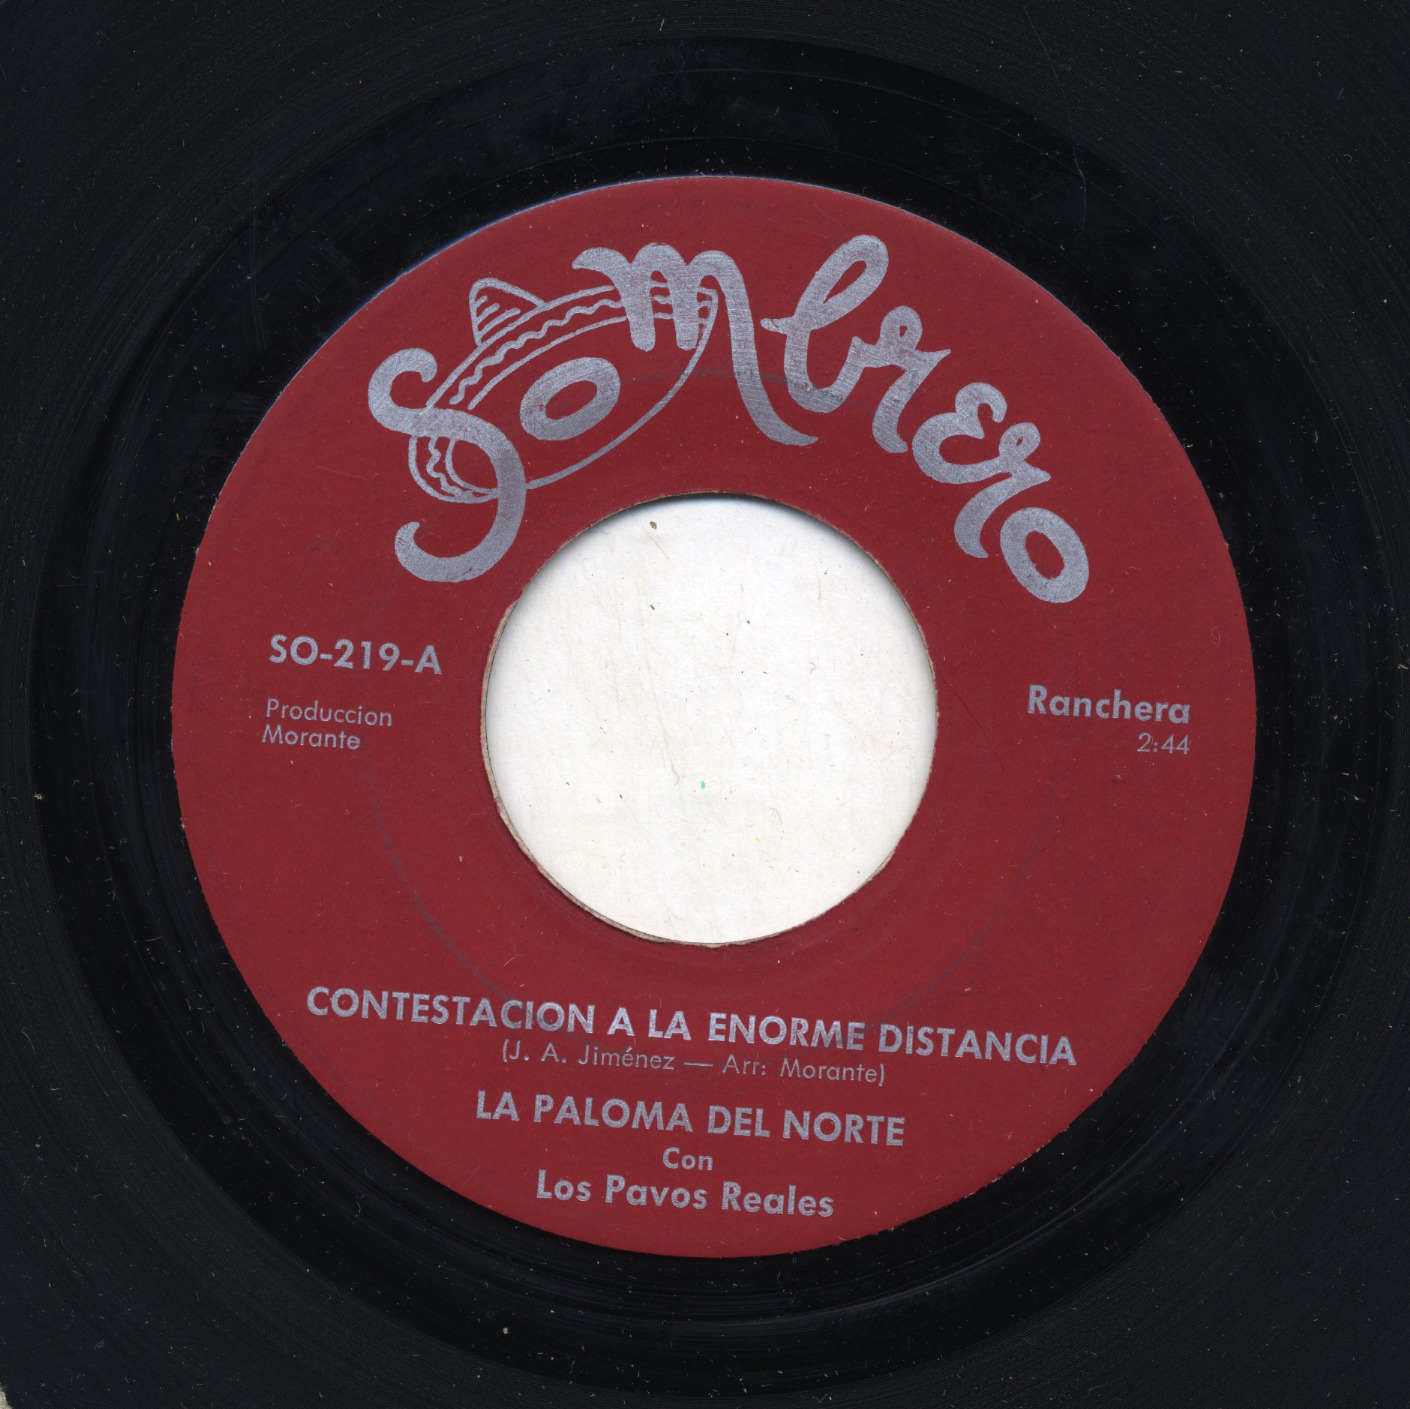 Sombrero
SO-219-A
Produccion
Morante
Ranchera
2:44
CONTESTACION A LA ENORME DISTANCIA
(J. A. Jiménez — Arr: Morante)
LA PALOMA DEL NORTE
Con
Los Pavos Reales